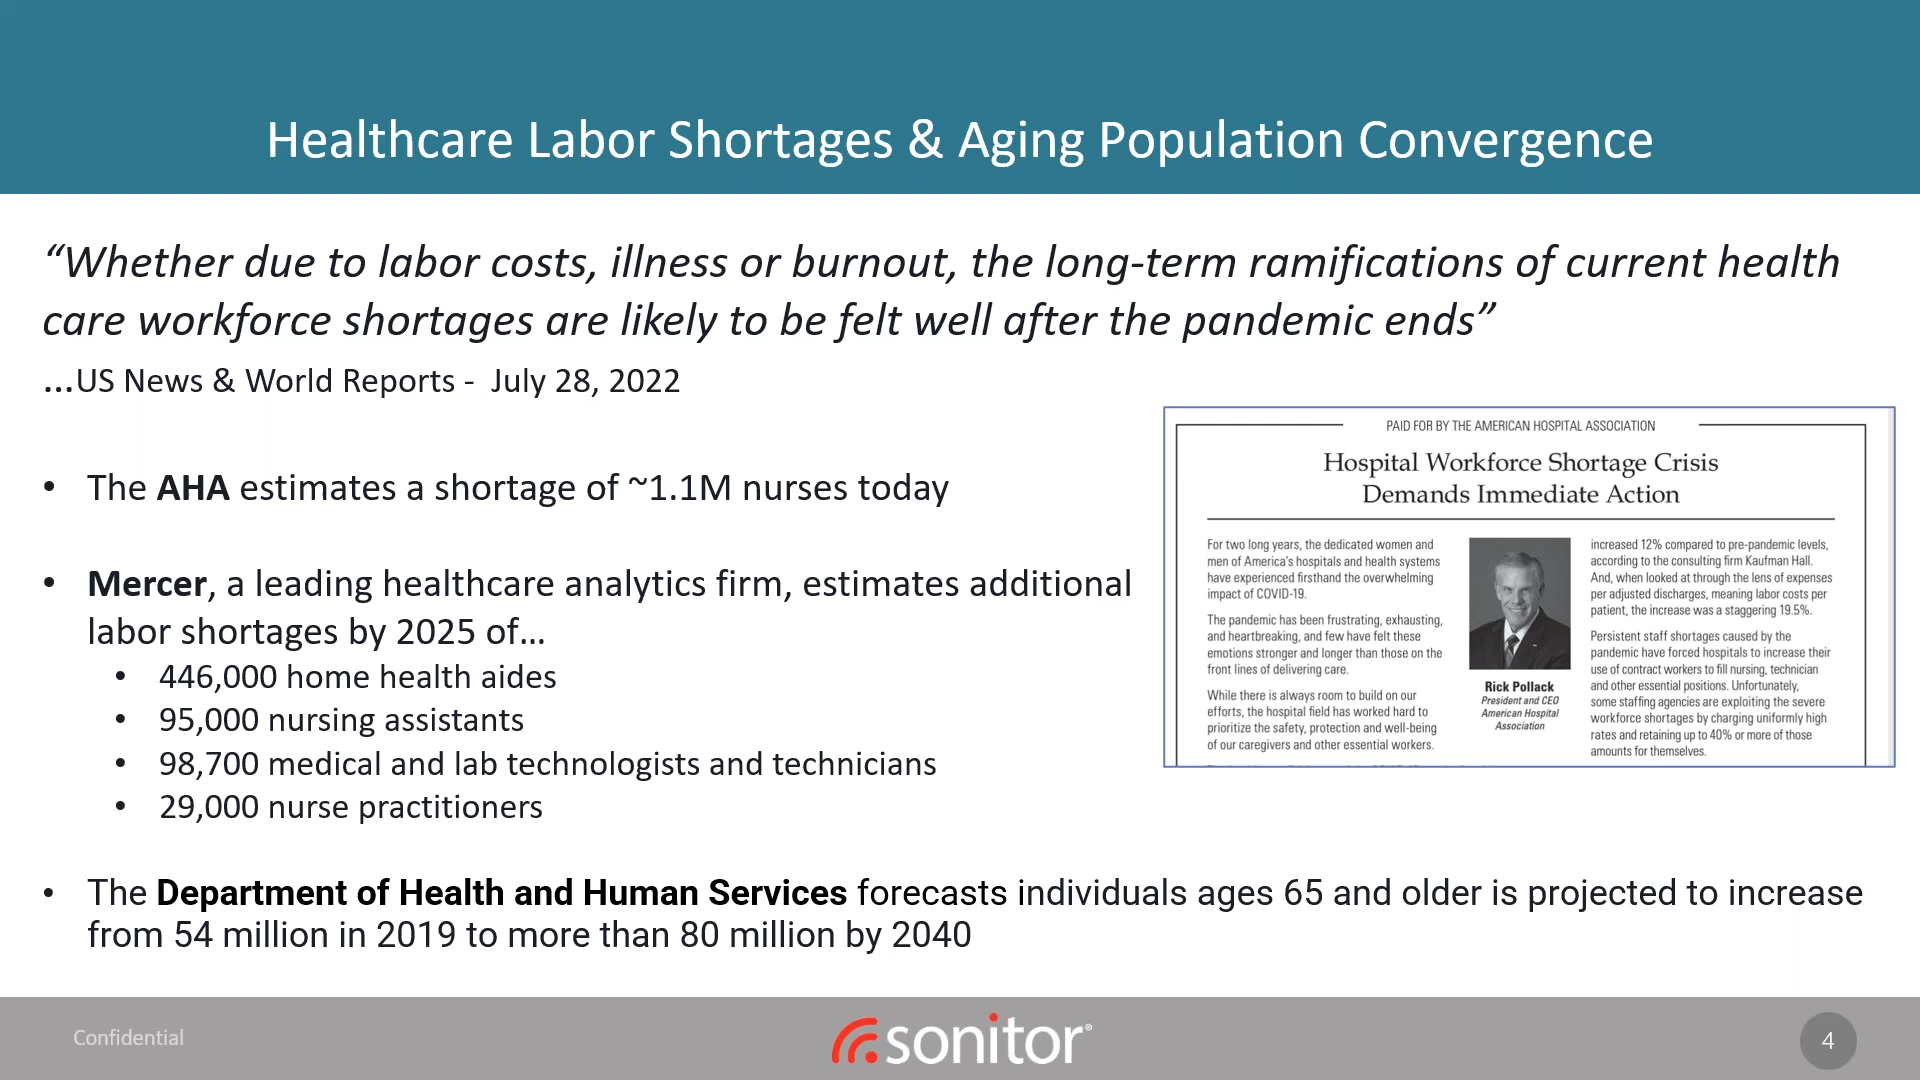 Healthcare Labor Shortages & Aging Population Convergence
“Whether due to labor costs, illness or burnout, the long-term ramifications of current health
care workforce shortages are likely to be felt well after the pandemic ends”
...US News & World Reports - July 28, 2022
• The AHA estimates a shortage of ~1.1M nurses today
• Mercer, a leading healthcare analytics firm, estimates additional
labor shortages by 2025 of...
• 446,000 home health aides
• 95,000 nursing assistants
• 98,700 medical and lab technologists and technicians
• 29,000 nurse practitioners
• The Department of Health and Human Services forecasts individuals ages 65 and older is projected to increase
from 54 million in 2019 to more than 80 million by 2040
PAID FOR BY THE AMERICAN HOSPITAL ASSOCIATION
Hospital Workforce Shortage Crisis
Demands Immediate Action
For two long years, the dedicated women and
men of America's hospitals and health systems
have experienced firsthand the overwhelming
impact of COVID-19.
The pandemic has been frustrating, exhausting,
and heartbreaking, and few have felt these
emotions stronger and longer than those on the
front lines of delivering care.
While there is always room to build on our
efforts, the hospital field has worked hard to
prioritize the safety, protection and well-being
of our caregivers and other essential workers.
Rick Pollack
President and CEO
American Hospital
Association
increased 12% compared to pre-pandemic levels,
according to the consulting firm Kaufman Hall.
And, when looked at through the lens of expenses
per adjusted discharges, meaning labor costs per
patient, the increase was a staggering 19.5%.
Persistent staff shortages caused by the
pandemic have forced hospitals to increase their
use of contract workers to fill nursing, technician
and other essential positions. Unfortunately,
some staffing agencies are exploiting the severe
workforce shortages by charging uniformly high
rates and retaining up to 40% or more of those
amounts for themselves.
Confidential
sonitor®
4